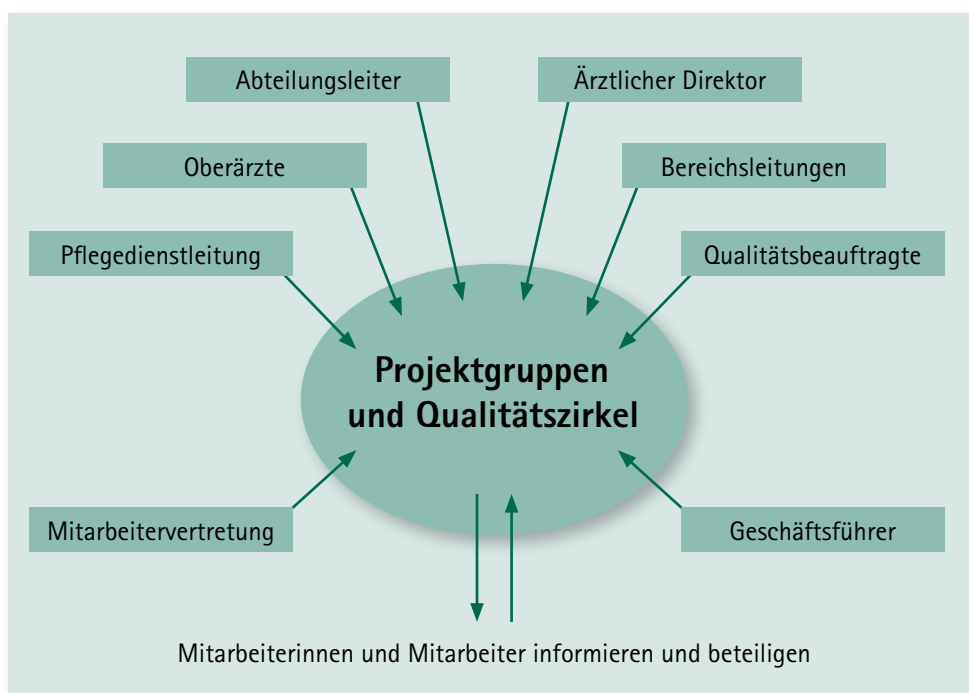 Abteilungsleiter
Ärztlicher Direktor
Oberärzte
Bereichsleitungen
Pflegedienstleitung
Qualitätsbeauftragte
Projektgruppen
und Qualitätszirkel
Mitarbeitervertretung
Geschäftsführer
Mitarbeiterinnen und Mitarbeiter informieren und beteiligen